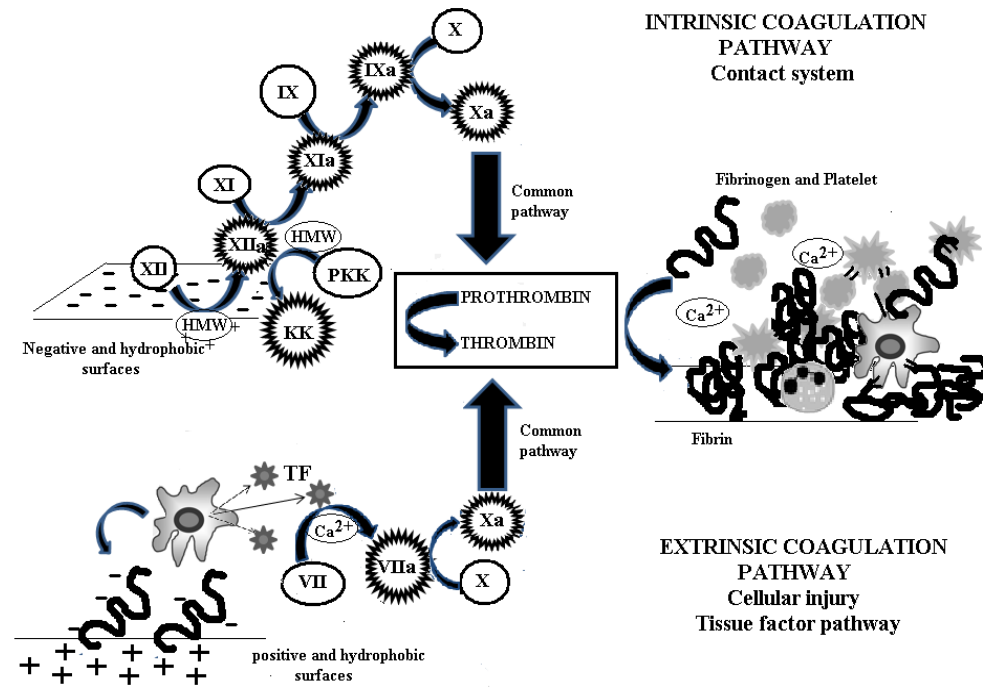 INTRINSIC COAGULATION
PATHWAY
Contact system
X
IXa
IX
Xa
XIa
XI
XIIa
HMW
XII
PKK
HMW
KK
Negative and hydrophobic
surfaces
Common
pathway
PROTHROMBIN
THROMBIN
Fibrinogen and Platelet
Ca2+
Ca2+
Fibrin
Common
pathway
TF
Ca2+
Xa
VII
VIIa
X
positive and hydrophobic
surfaces
EXTRINSIC COAGULATION
PATHWAY
Cellular injury
Tissue factor pathway